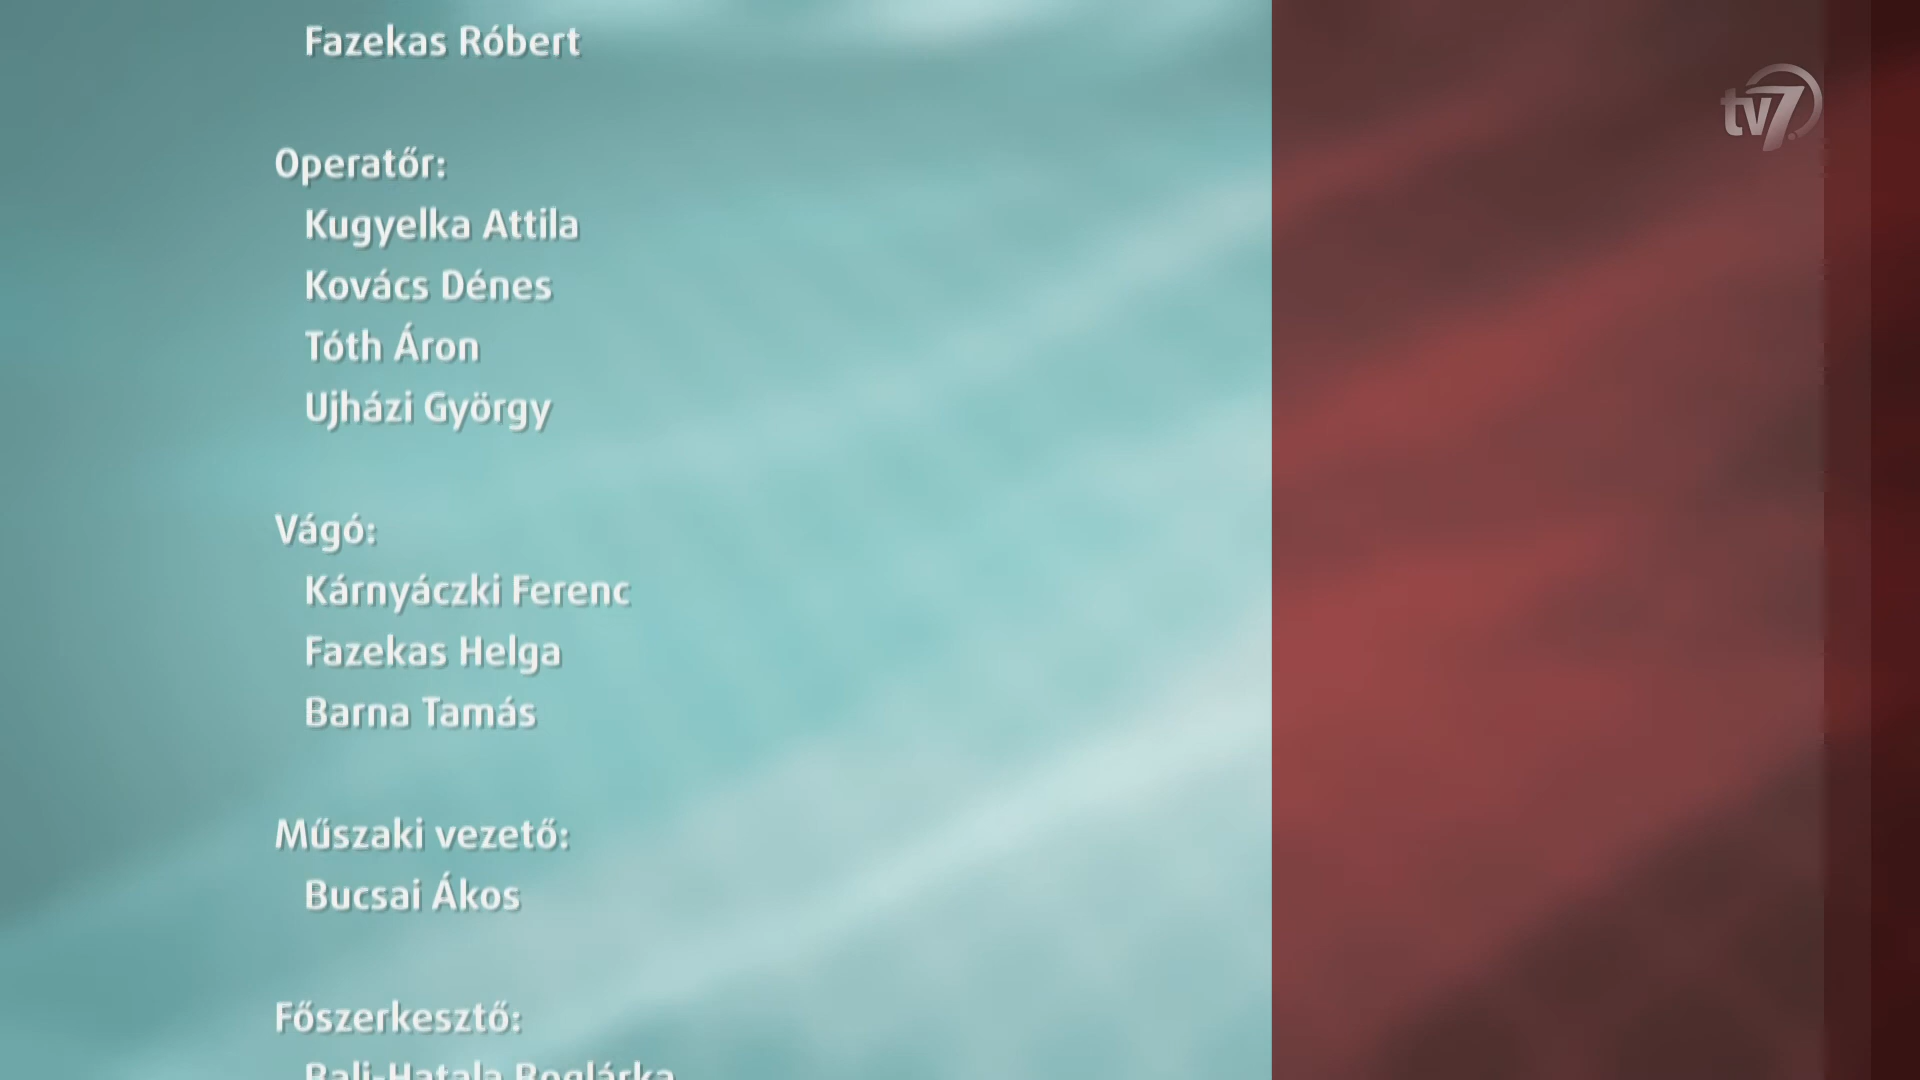 Fazekas Róbert
tv7
Operatőr:
Kugyelka Attila
Kovács Dénes
Tóth Áron
Ujházi György
Vágó:
Kárnyáczki Ferenc
Fazekas Helga
Barna Tamás
Műszaki vezető:
Bucsai Ákos
Főszerkesztő: